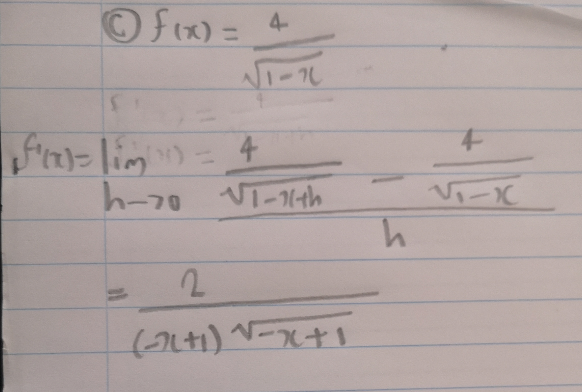 (c) f(x) = 4/√(1-x)
f'(x) = lim h→0 (4/√(1-x+h) - 4/√(1-x))/h
= 2/((-x+1)√(-x+1))